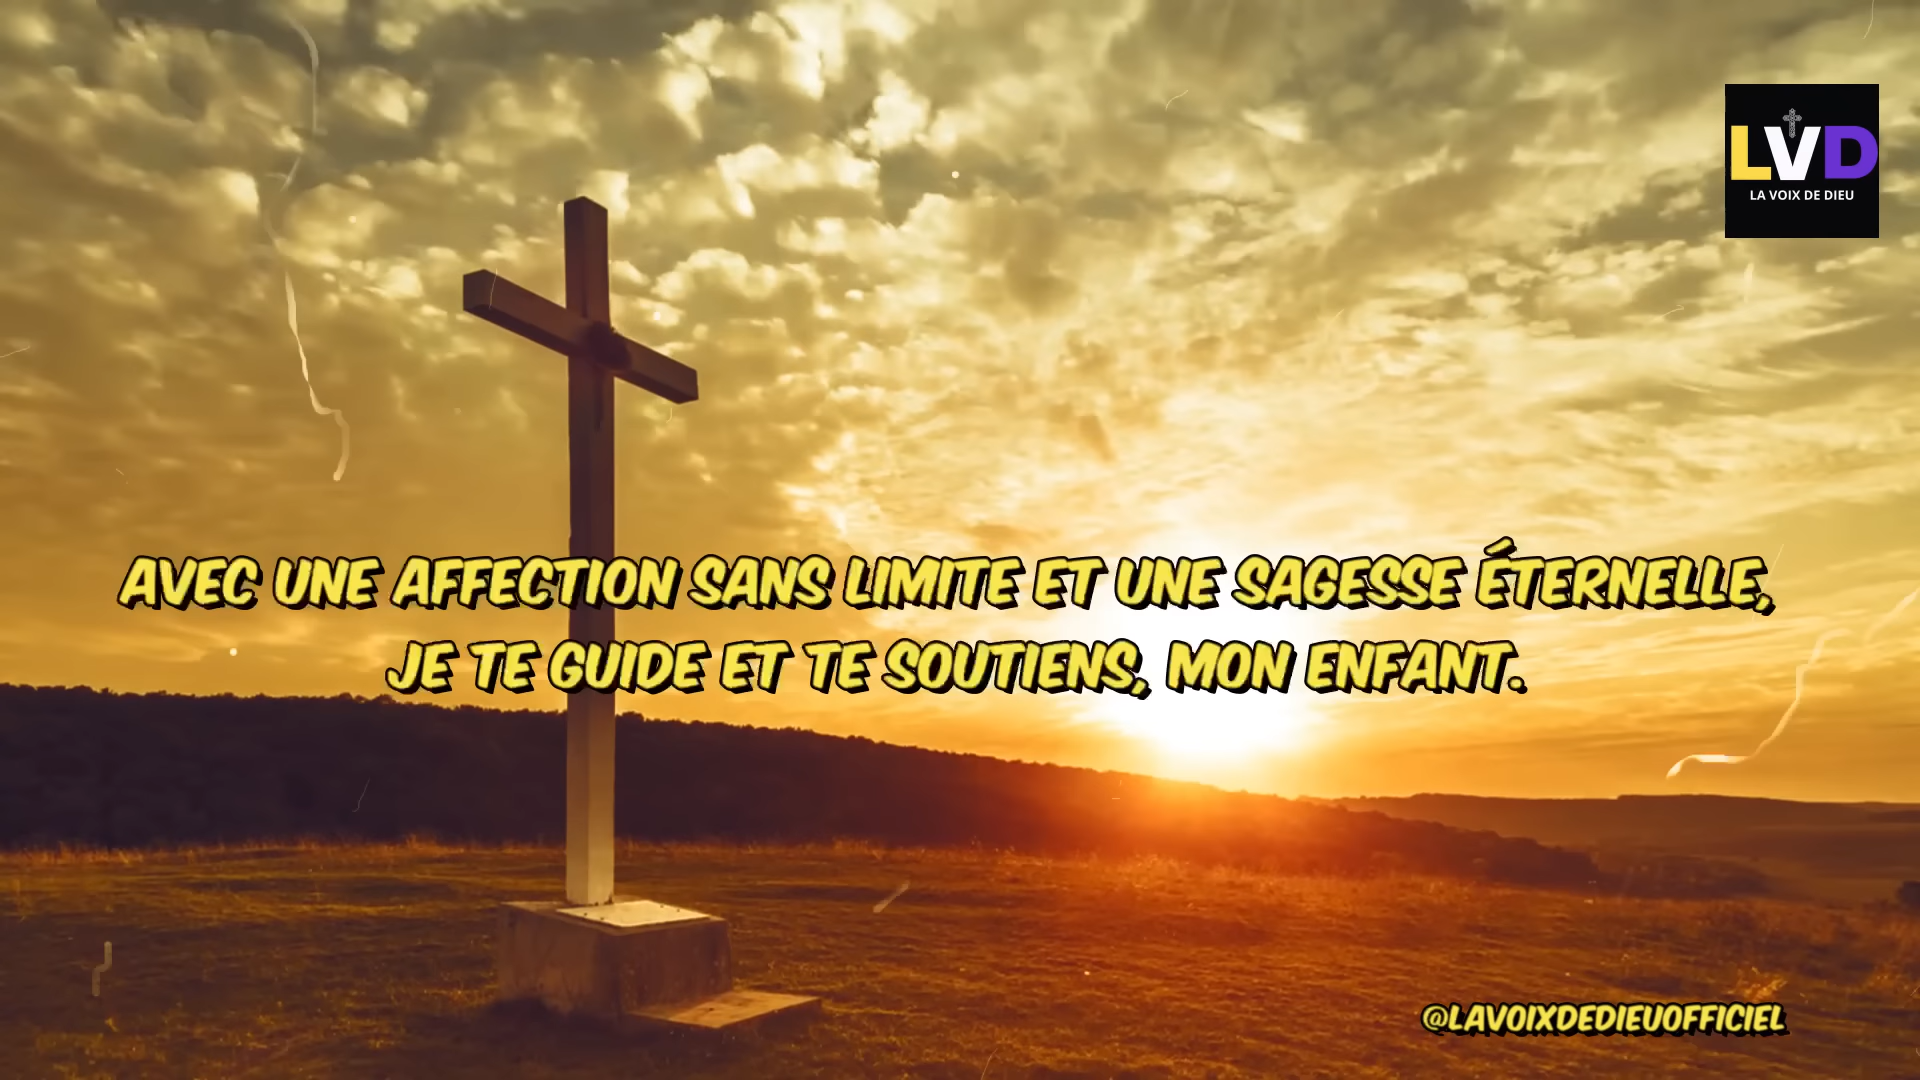 LVD
LA VOIX DE DIEU
AVEC UNE AFFECTION SANS LIMITE ET UNE SAGESSE ÉTERNELLE,
JE TE GUIDE ET TE SOUTIENS, MON ENFANT.
@LAVOIXDEDIEUOFFICIEL